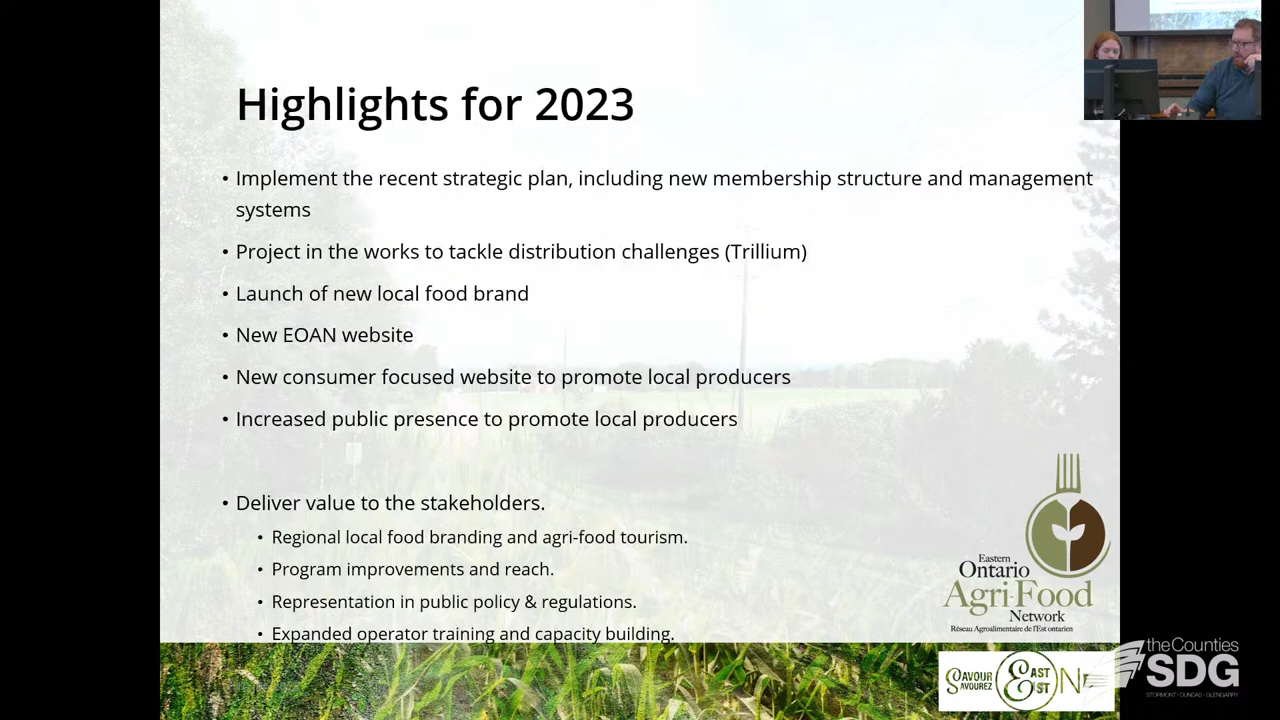 Highlights for 2023
• Implement the recent strategic plan, including new membership structure and management
systems
• Project in the works to tackle distribution challenges (Trillium)
• Launch of new local food brand
• New EOAN website
• New consumer focused website to promote local producers
• Increased public presence to promote local producers
• Deliver value to the stakeholders.
• Regional local food branding and agri-food tourism.
• Program improvements and reach.
• Representation in public policy & regulations.
• Expanded operator training and capacity building.
Eastern
Ontario
Agri-Food
Network
Réseau Agroalimentaire de l'Est ontarien
SAVOUR
SAVOUREZ
EAST
EST
theCounties
SDG
STORMONT • DUNDAS • GLENGARRY